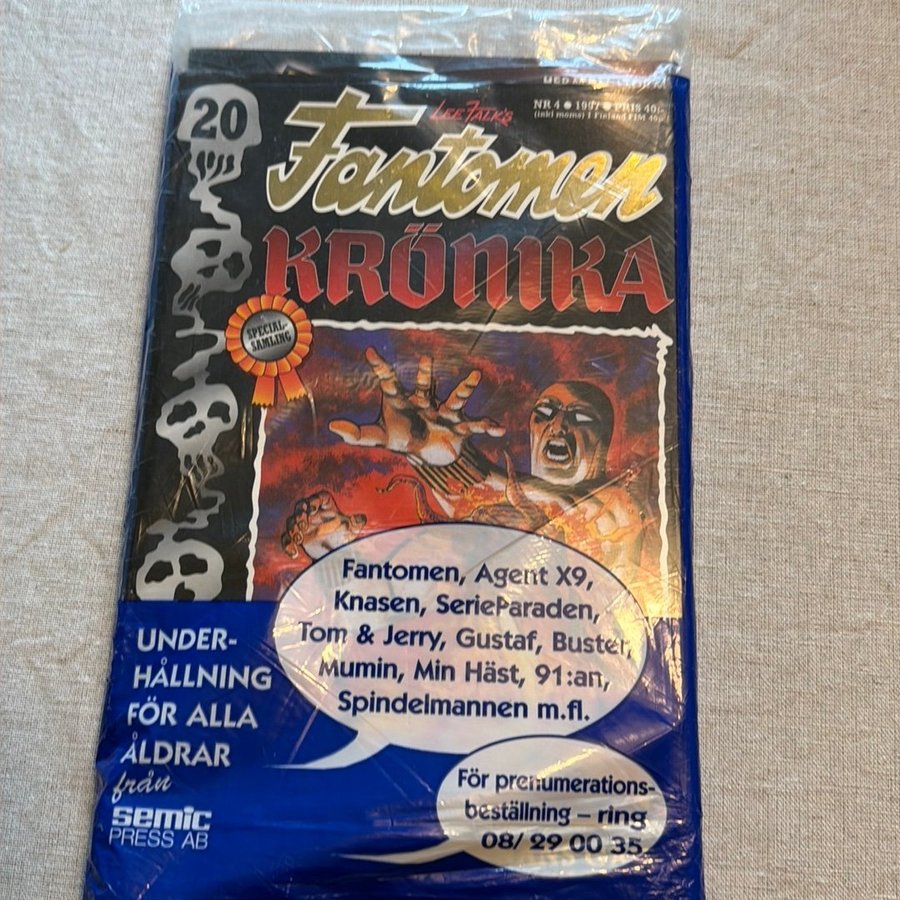 20
LEE FALK'S
NR 4 ● 1997 ● PRIS 40:-
(inkl moms) I Finland FIM 40:-
Fantomen
KRÖNIKA
SPECIAL-
SAMLING
Fantomen, Agent X9,
Knasen, SerieParaden,
Tom & Jerry, Gustaf, Buster,
Mumin, Min Häst, 91:an,
Spindelmannen m.fl.
UNDER-
HÅLLNING
FÖR ALLA
ÅLDRAR
från
semic
PRESS AB
För prenumerations-
beställning – ring
08/ 29 00 35